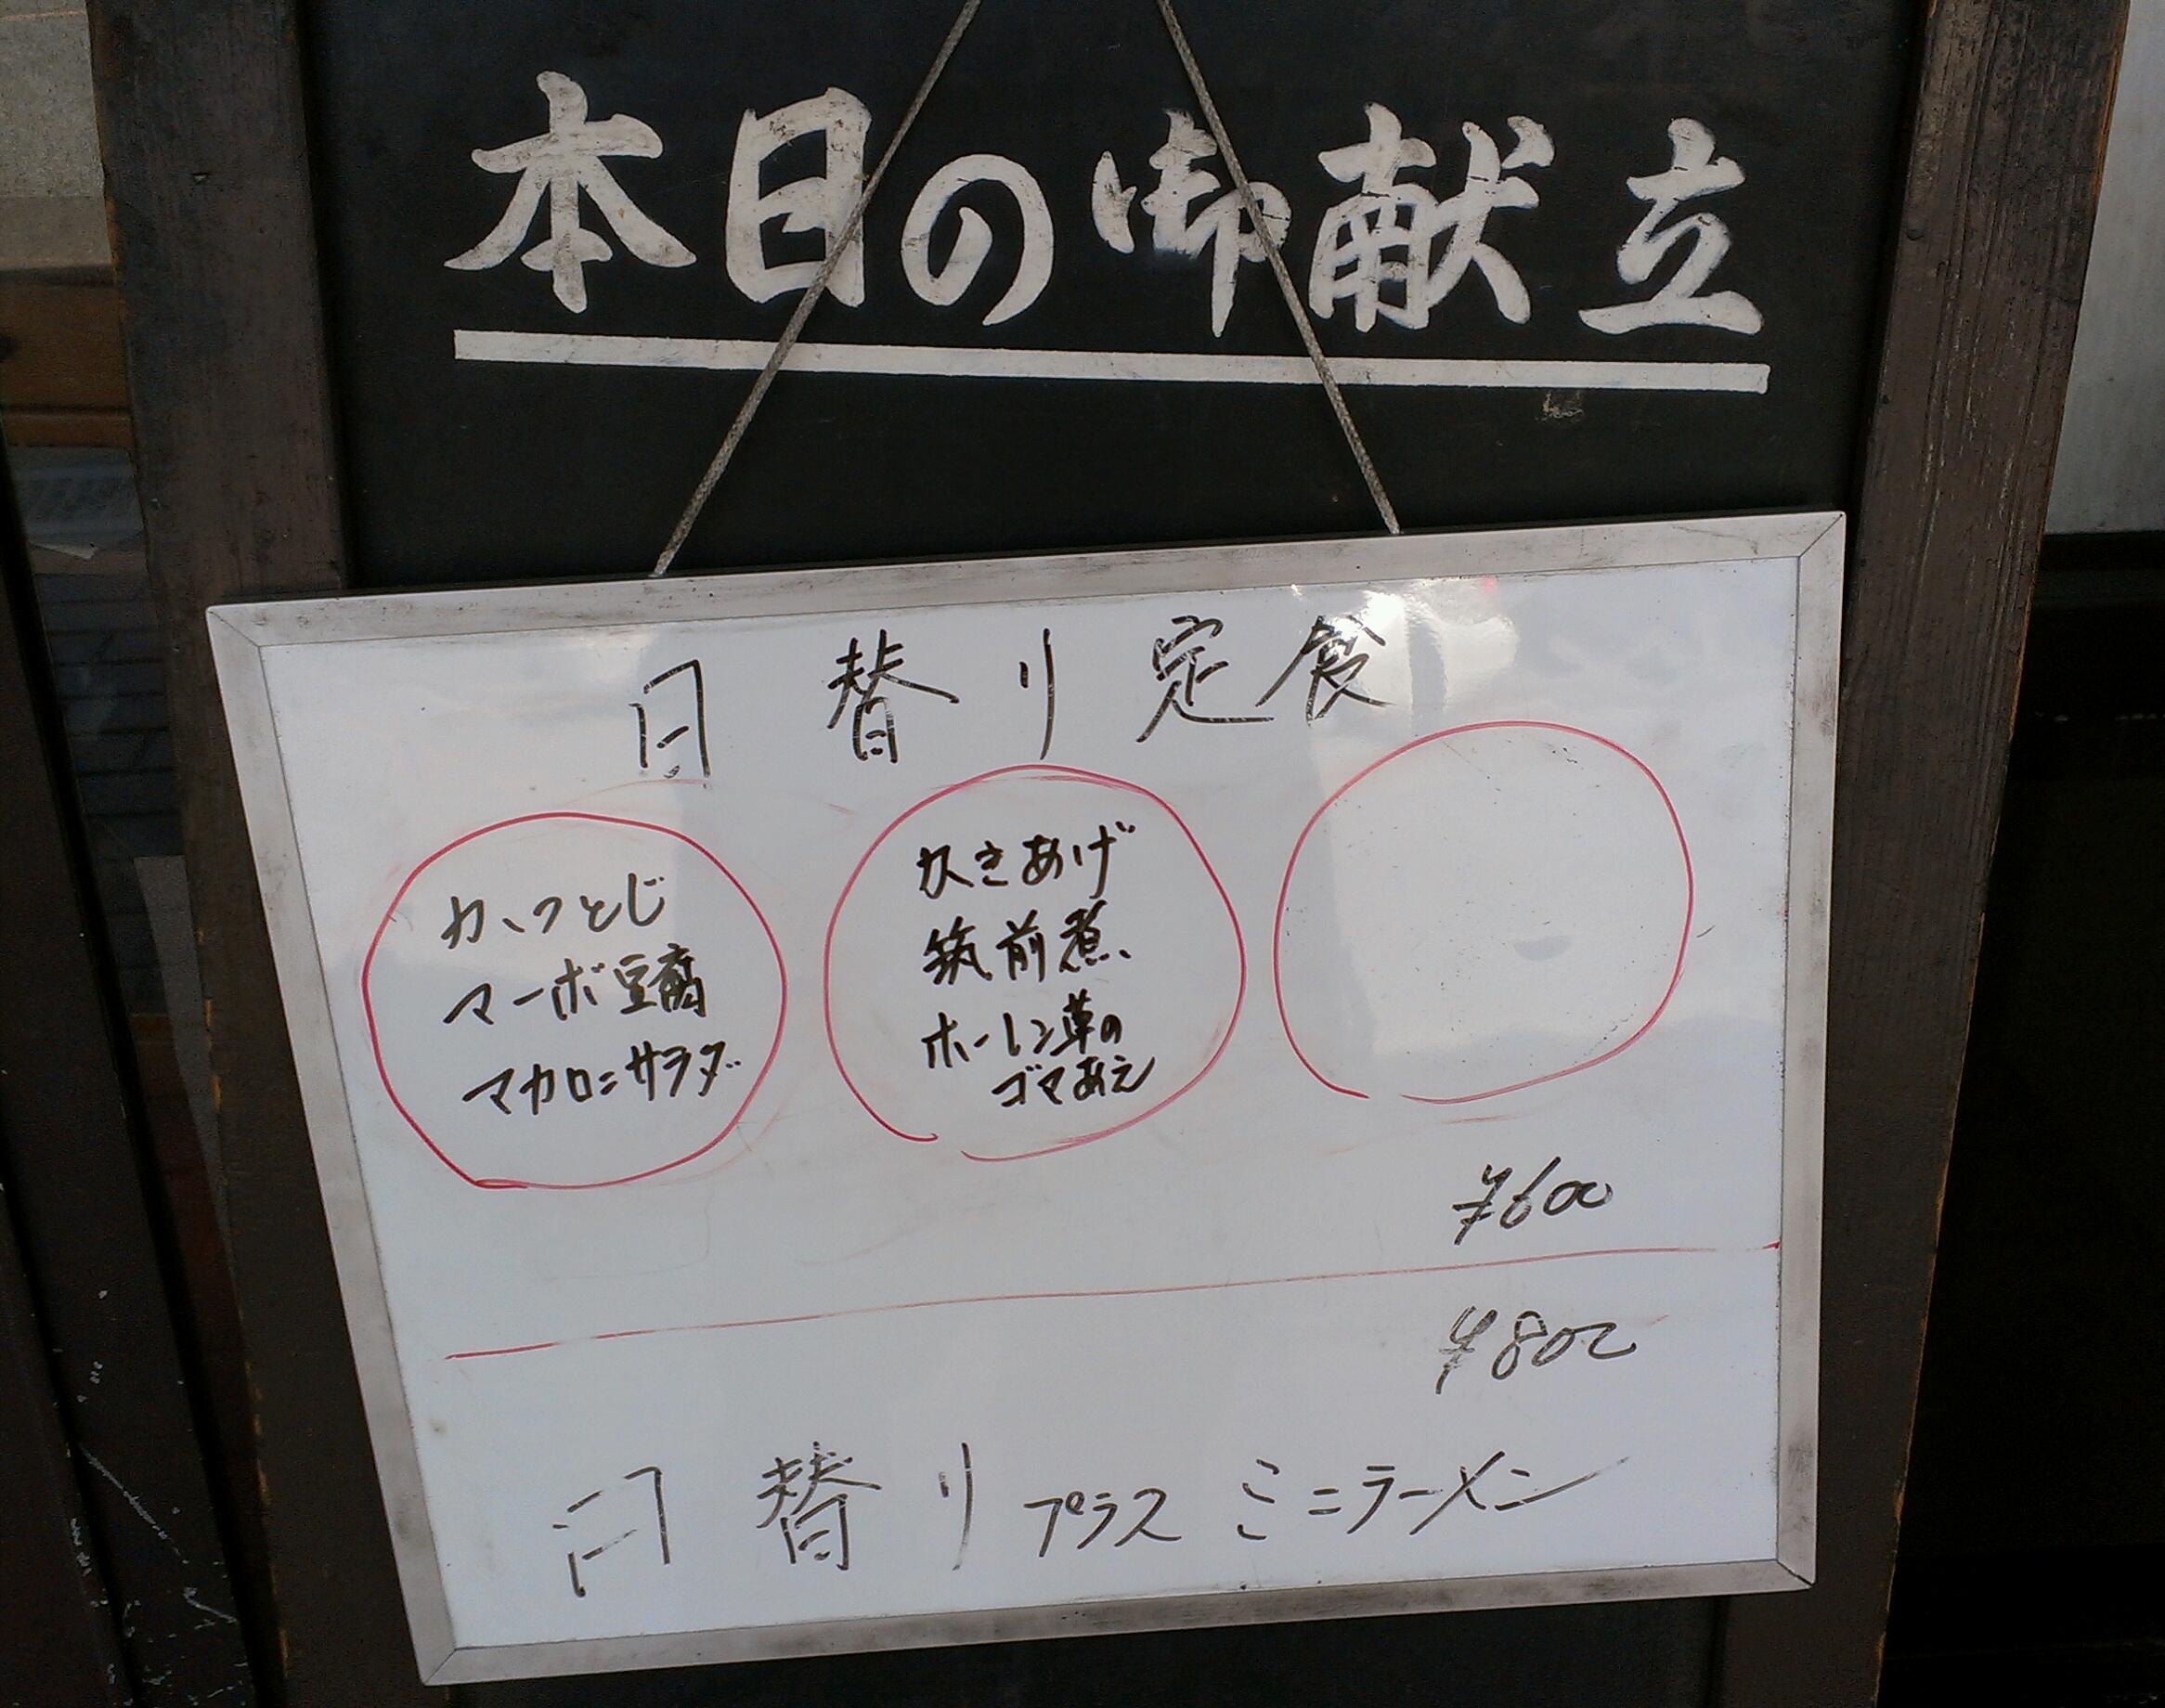 本日の御献立
日替り定食
カツとじ
マーボ豆腐
マカロニサラダ
かきあげ
筑前煮
ホーレン草の
ゴマあえ
¥600
¥800
日替りプラス ミニラーメン